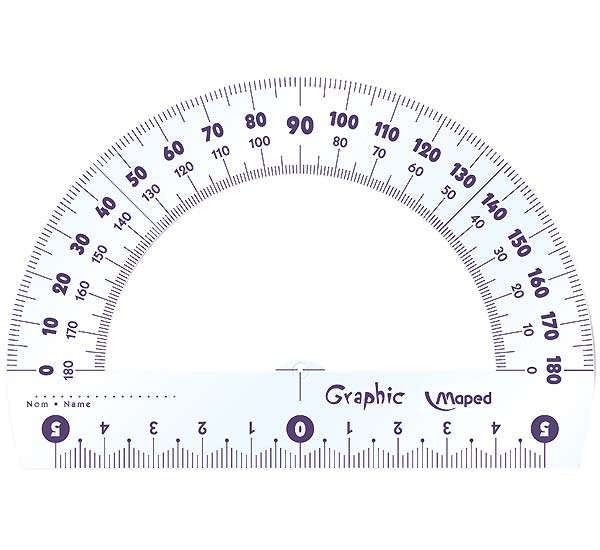 0 10 20 30 40 50 60 70 80 90 100 110 120 130 140 150 160 170 180
180 170 160 150 140 130 120 110 100 80 70 60 50 40 30 20 10 0
Graphic Maped
Nom • Name
5 4 3 2 1 0 1 2 3 4 5